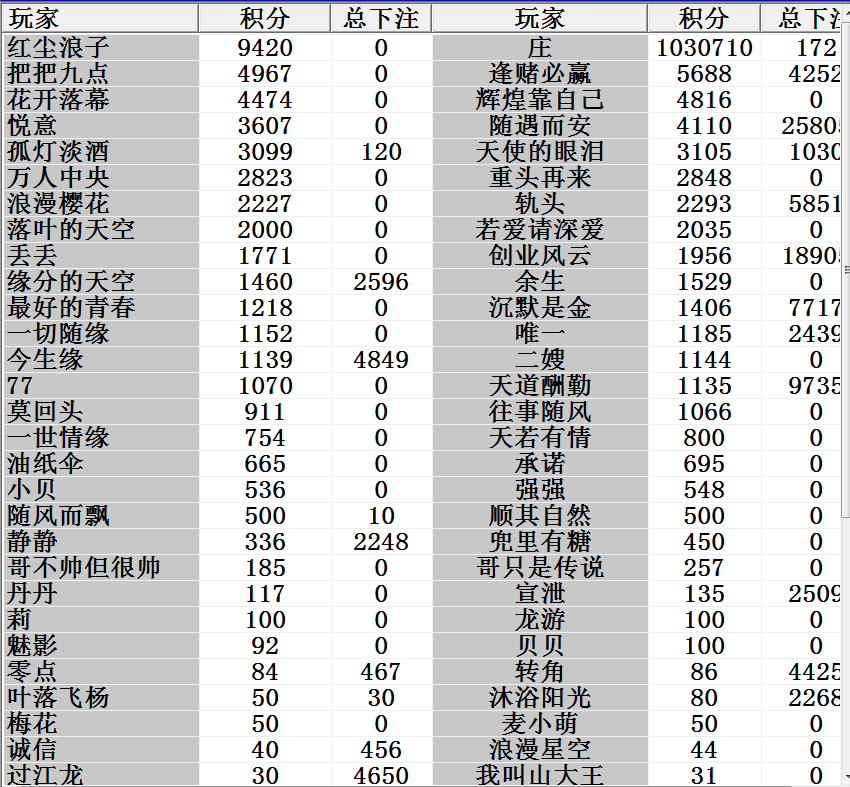 玩家 积分 总下注 玩家 积分 总下
红尘浪子 9420 0 庄 1030710 172
把把九点 4967 0 逢赌必赢 5688 4252
花开落幕 4474 0 辉煌靠自己 4816 0
悦意 3607 0 随遇而安 4110 2580
孤灯淡酒 3099 120 天使的眼泪 3105 1030
万人中央 2823 0 重头再来 2848 0
浪漫樱花 2227 0 轨头 2293 5851
落叶的天空 2000 0 若爱请深爱 2035 0
丢丢 1771 0 创业风云 1956 1890
缘分的天空 1460 2596 余生 1529 0
最好的青春 1218 0 沉默是金 1406 7717
一切随缘 1152 0 唯一 1185 2439
今生缘 1139 4849 二嫂 1144 0
77 1070 0 天道酬勤 1135 9735
莫回头 911 0 往事随风 1066 0
一世情缘 754 0 天若有情 800 0
油纸伞 665 0 承诺 695 0
小贝 536 0 强强 548 0
随风而飘 500 10 顺其自然 500 0
静静 336 2248 兜里有糖 450 0
哥不帅但很帅 185 0 哥只是传说 257 0
丹丹 117 0 宣泄 135 2509
莉 100 0 龙游 100 0
魅影 92 0 贝贝 100 0
零点 84 467 转角 86 4425
叶落飞杨 50 30 沐浴阳光 80 2268
梅花 50 0 麦小萌 50 0
诚信 40 456 浪漫星空 44 0
过江龙 30 4650 我叫山大王 31 0